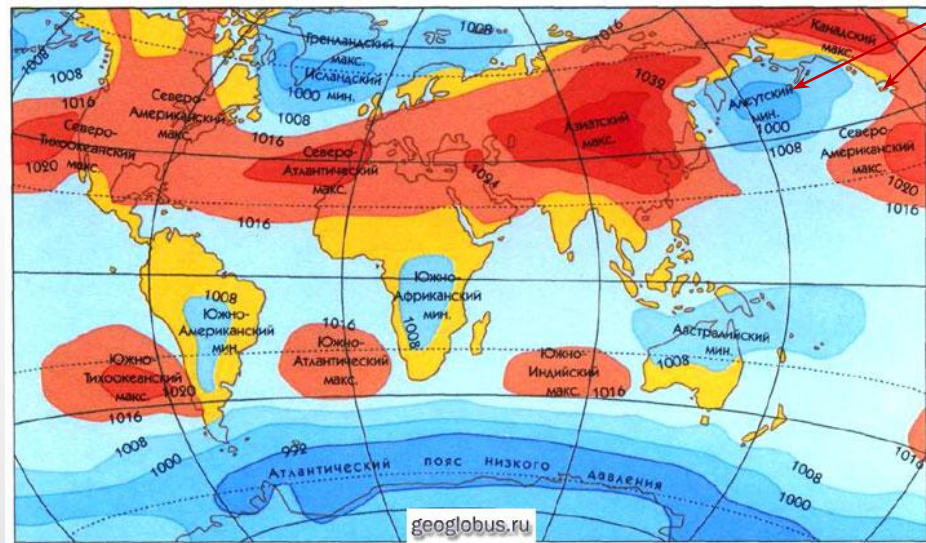 1008
1016
Канадский
макс.
1008
1008
Гренландский
макс.
Исландский
мин.
1000
1008
1016
1032
Алеутский
мин.
1000
1008
1016
Северо-
Американский
макс.
1016
Северо-
Тихоокеанский
макс.
1020
Северо-
Атлантический
макс.
1024
Азиатский
макс.
Северо-
Американский
макс.
1020
1016
1016
1008
Южно-
Американский
мин.
Южно-
Африканский
мин.
1008
Австралийский
мин.
1008
Южно-
Тихоокеанский
макс.
1020
1016
1016
Южно-
Атлантический
макс.
Южно-
Индийский
макс.
1016
1008
1000
992
Атлантический пояс низкого давления
1016
1008
1000
geoglobus.ru